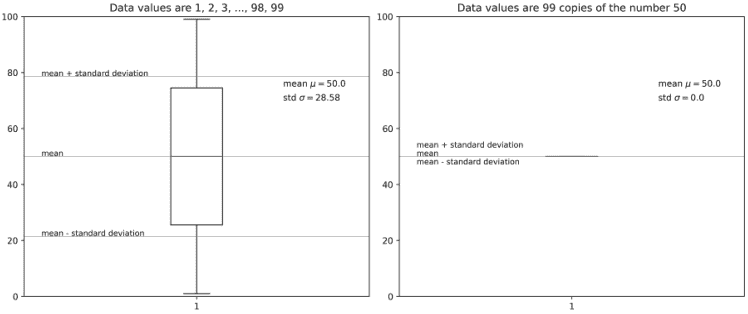 Data values are 1, 2, 3, ..., 98, 99
100
80
60
40
20
0
mean + standard deviation
mean μ = 50.0
std σ = 28.58
mean
mean - standard deviation
1
Data values are 99 copies of the number 50
100
80
60
40
20
0
mean μ = 50.0
std σ = 0.0
mean + standard deviation
mean
mean - standard deviation
1